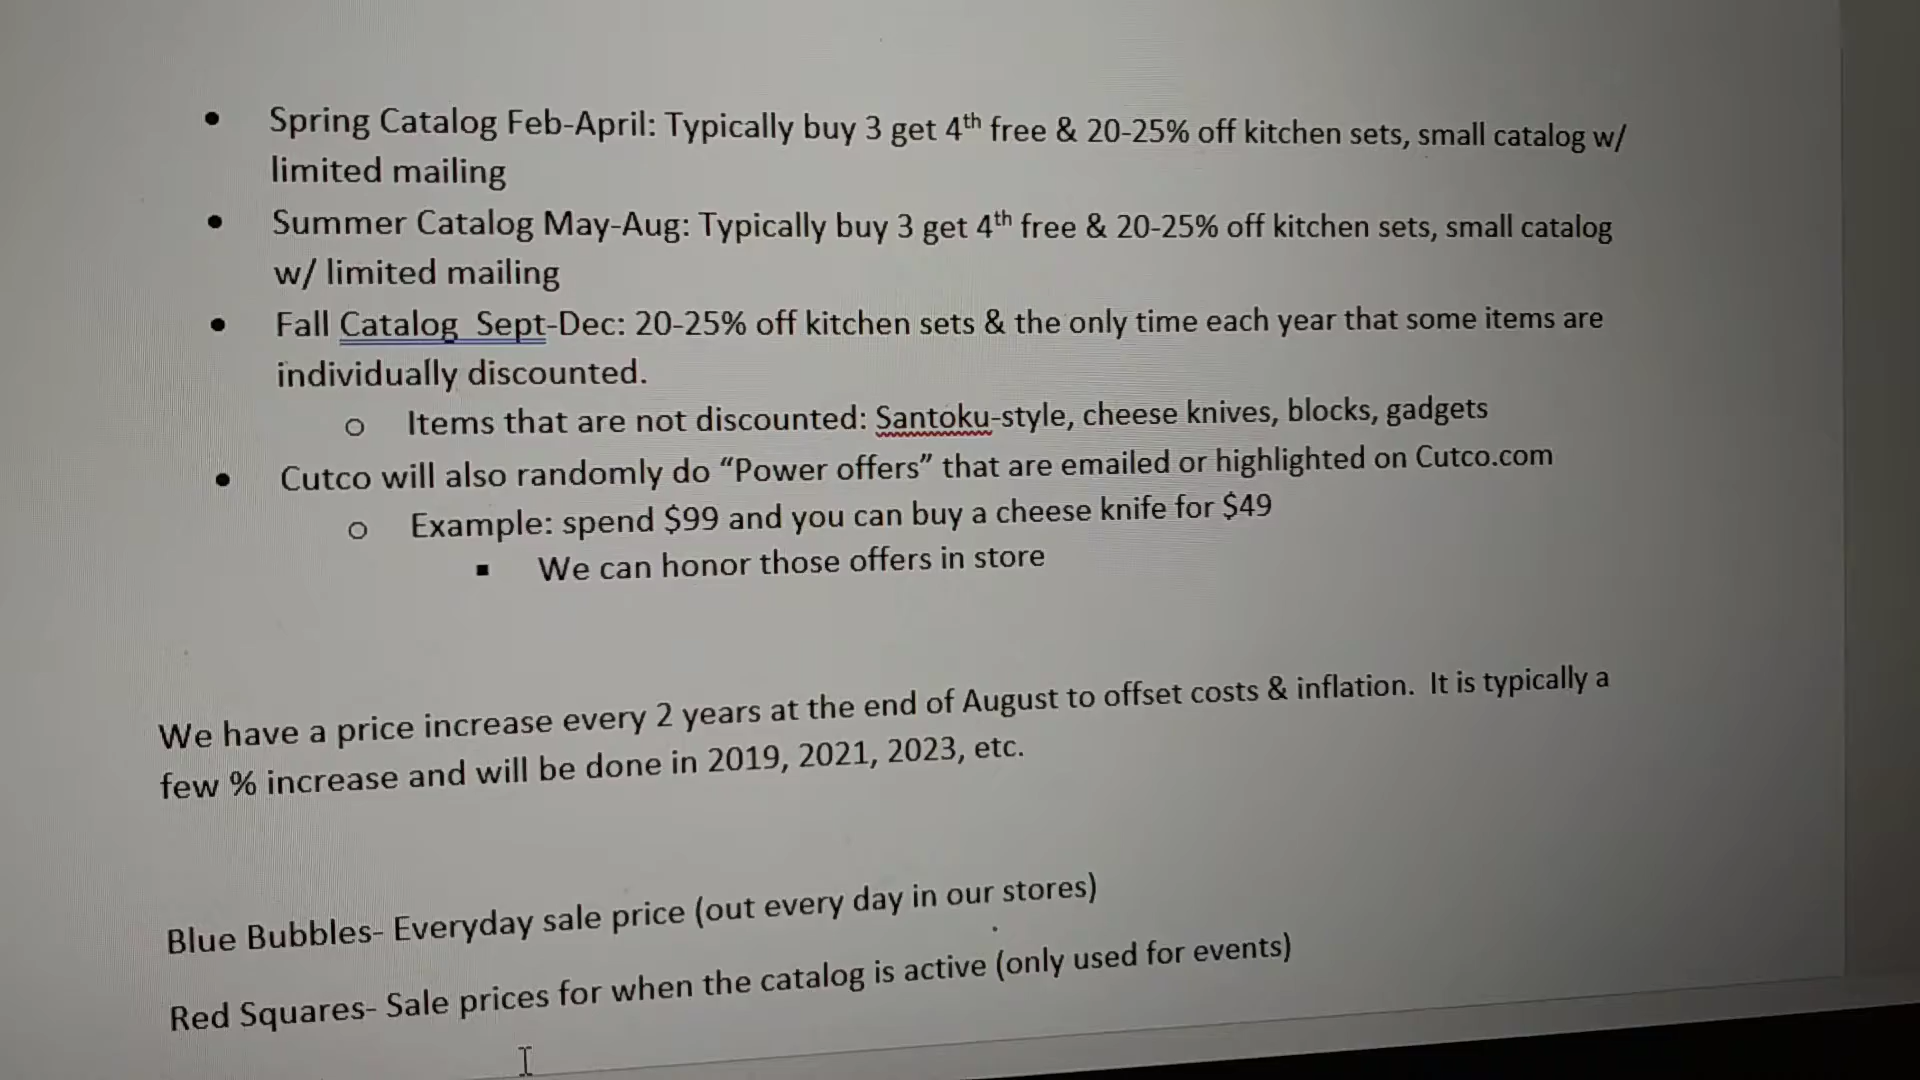 • Spring Catalog Feb-April: Typically buy 3 get 4th free & 20-25% off kitchen sets, small catalog w/
limited mailing
• Summer Catalog May-Aug: Typically buy 3 get 4th free & 20-25% off kitchen sets, small catalog
w/ limited mailing
• Fall Catalog Sept-Dec: 20-25% off kitchen sets & the only time each year that some items are
individually discounted.
o Items that are not discounted: Santoku-style, cheese knives, blocks, gadgets
• Cutco will also randomly do “Power offers” that are emailed or highlighted on Cutco.com
o Example: spend $99 and you can buy a cheese knife for $49
▪ We can honor those offers in store
We have a price increase every 2 years at the end of August to offset costs & inflation. It is typically a
few % increase and will be done in 2019, 2021, 2023, etc.
Blue Bubbles- Everyday sale price (out every day in our stores)
Red Squares- Sale prices for when the catalog is active (only used for events)